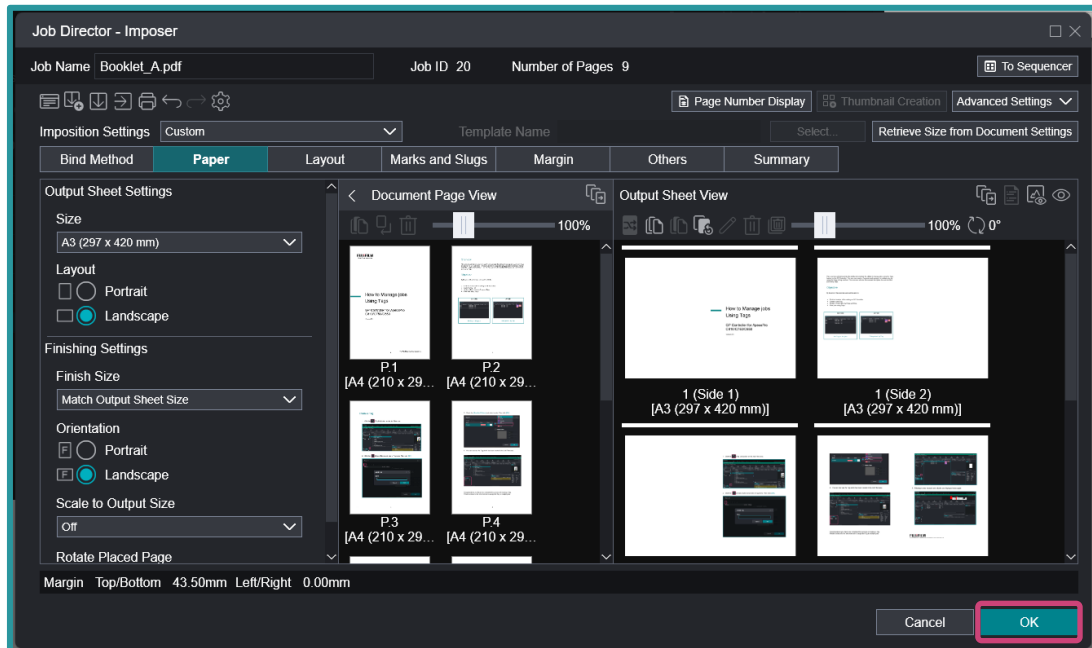 Job Director - Imposer
Job Name Booklet_A.pdf Job ID 20 Number of Pages 9 To Sequencer
Page Number Display Thumbnail Creation Advanced Settings
Imposition Settings Custom Template Name Select... Retrieve Size from Document Settings
Bind Method Paper Layout Marks and Slugs Margin Others Summary
Output Sheet Settings
Size
A3 (297 x 420 mm)
Layout
Portrait
Landscape
Finishing Settings
Finish Size
Match Output Sheet Size
Orientation
F Portrait
F Landscape
Scale to Output Size
Off
Rotate Placed Page
Document Page View
100%
How to Manage jobs
Using Tags
P.1 P.2
[A4 (210 x 29... [A4 (210 x 29...
P.3 P.4
[A4 (210 x 29... [A4 (210 x 29...
Output Sheet View
100% 0°
How to Manage jobs
Using Tags
1 (Side 1) 1 (Side 2)
[A3 (297 x 420 mm)] [A3 (297 x 420 mm)]
Margin Top/Bottom 43.50mm Left/Right 0.00mm
Cancel OK